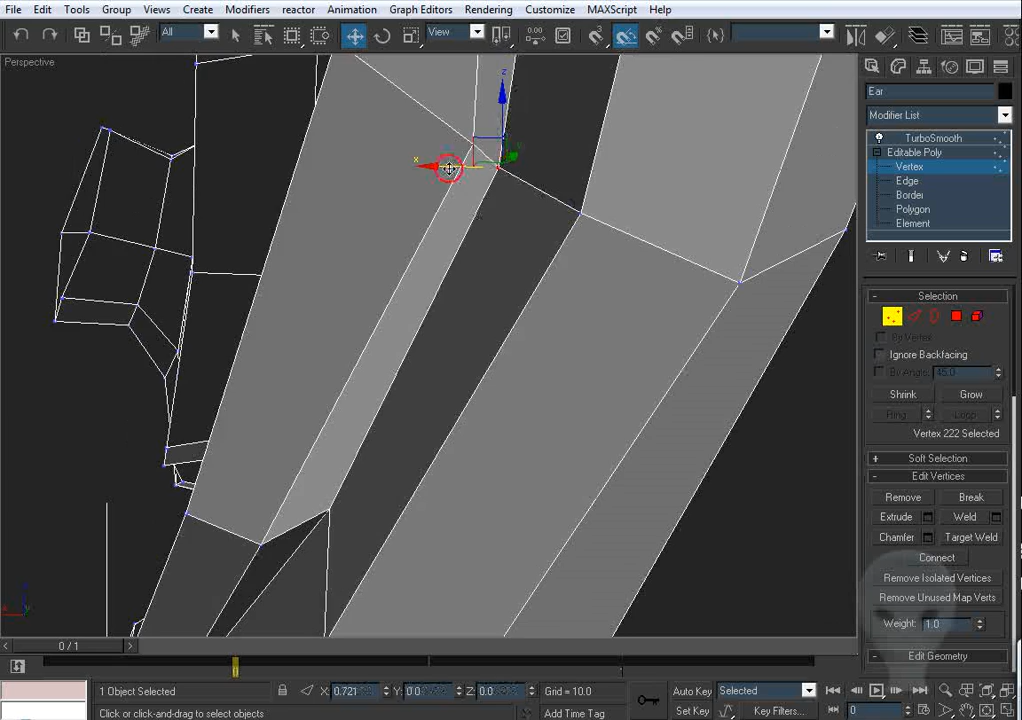 File Edit Tools Group Views Create Modifiers reactor Animation Graph Editors Rendering Customize MAXScript Help
All View
Perspective
z
x
Ear
Modifier List
TurboSmooth
Editable Poly
Vertex
Edge
Border
Polygon
Element
- Selection
By Vertex
Ignore Backfacing
By Angle: 45.0
Shrink Grow
Ring Loop
Vertex 222 Selected
+ Soft Selection
- Edit Vertices
Remove Break
Extrude Weld
Chamfer Target Weld
Connect
Remove Isolated Vertices
Remove Unused Map Verts
Weight: 1.0
- Edit Geometry
< 0 / 1 >
1 Object Selected X: 0.721 Y: 0.0 Z: 0.0 Grid = 10.0 Auto Key Selected
Click or click-and-drag to select objects Add Time Tag Set Key Key Filters... 0